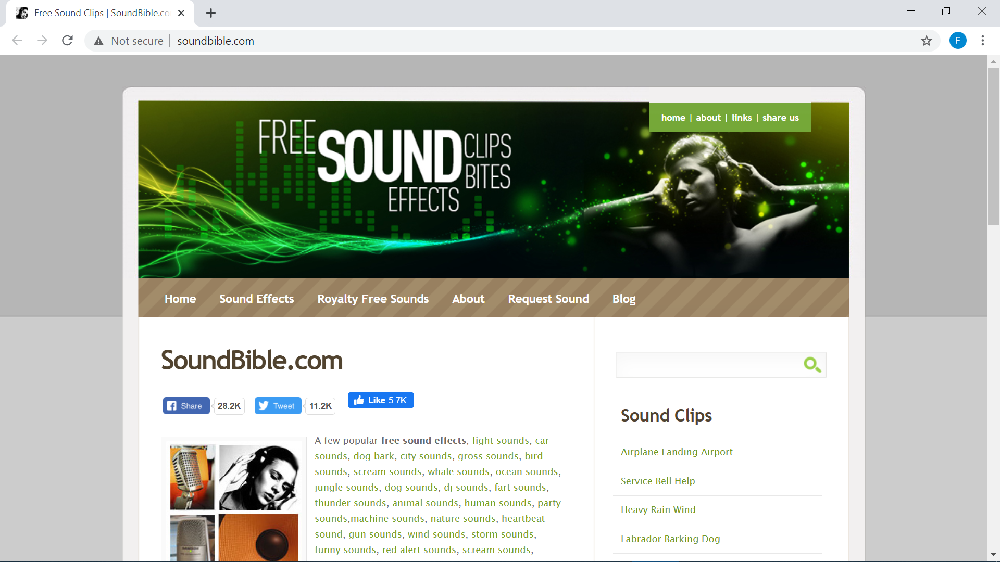 Free Sound Clips | SoundBible.co
Not secure | soundbible.com
F
home | about | links | share us
FREE SOUND CLIPS
BITES
EFFECTS
Home Sound Effects Royalty Free Sounds About Request Sound Blog
SoundBible.com
Share 28.2K Tweet 11.2K Like 5.7K
A few popular free sound effects; fight sounds, car
sounds, dog bark, city sounds, gross sounds, bird
sounds, scream sounds, whale sounds, ocean sounds,
jungle sounds, dog sounds, dj sounds, fart sounds,
thunder sounds, animal sounds, human sounds, party
sounds,machine sounds, nature sounds, heartbeat
sound, gun sounds, wind sounds, storm sounds,
funny sounds, red alert sounds, scream sounds,
SAMSON
Sound Clips
Airplane Landing Airport
Service Bell Help
Heavy Rain Wind
Labrador Barking Dog